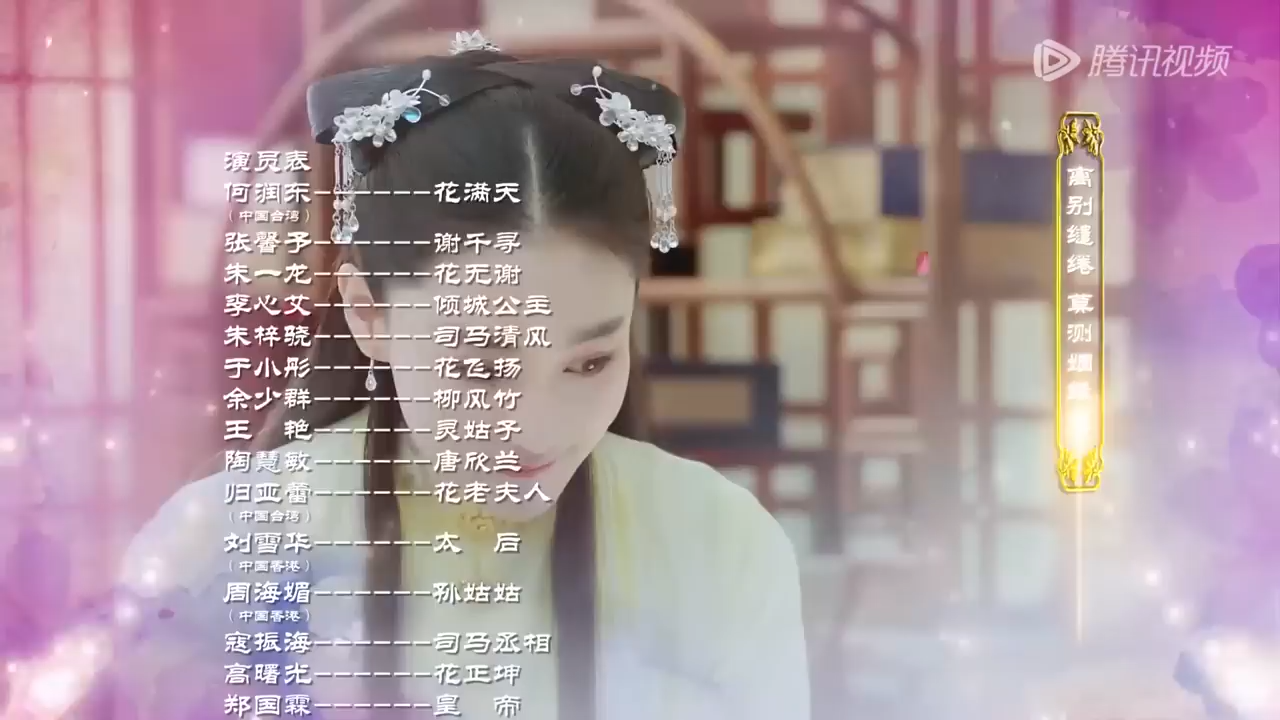 腾讯视频
演员表
何润东------花满天
(中国台湾)
张馨予------谢千寻
朱一龙------花无谢
李心艾------倾城公主
朱梓骁------司马清风
于小彤------花飞扬
余少群------柳风竹
王 艳------灵姑子
陶慧敏------唐欣兰
归亚蕾------花老夫人
(中国台湾)
刘雪华------太 后
(中国香港)
周海媚------孙姑姑
(中国香港)
寇振海------司马丞相
高曙光------花正坤
郑国霖------皇 帝
离别缱绻 莫测姻缘